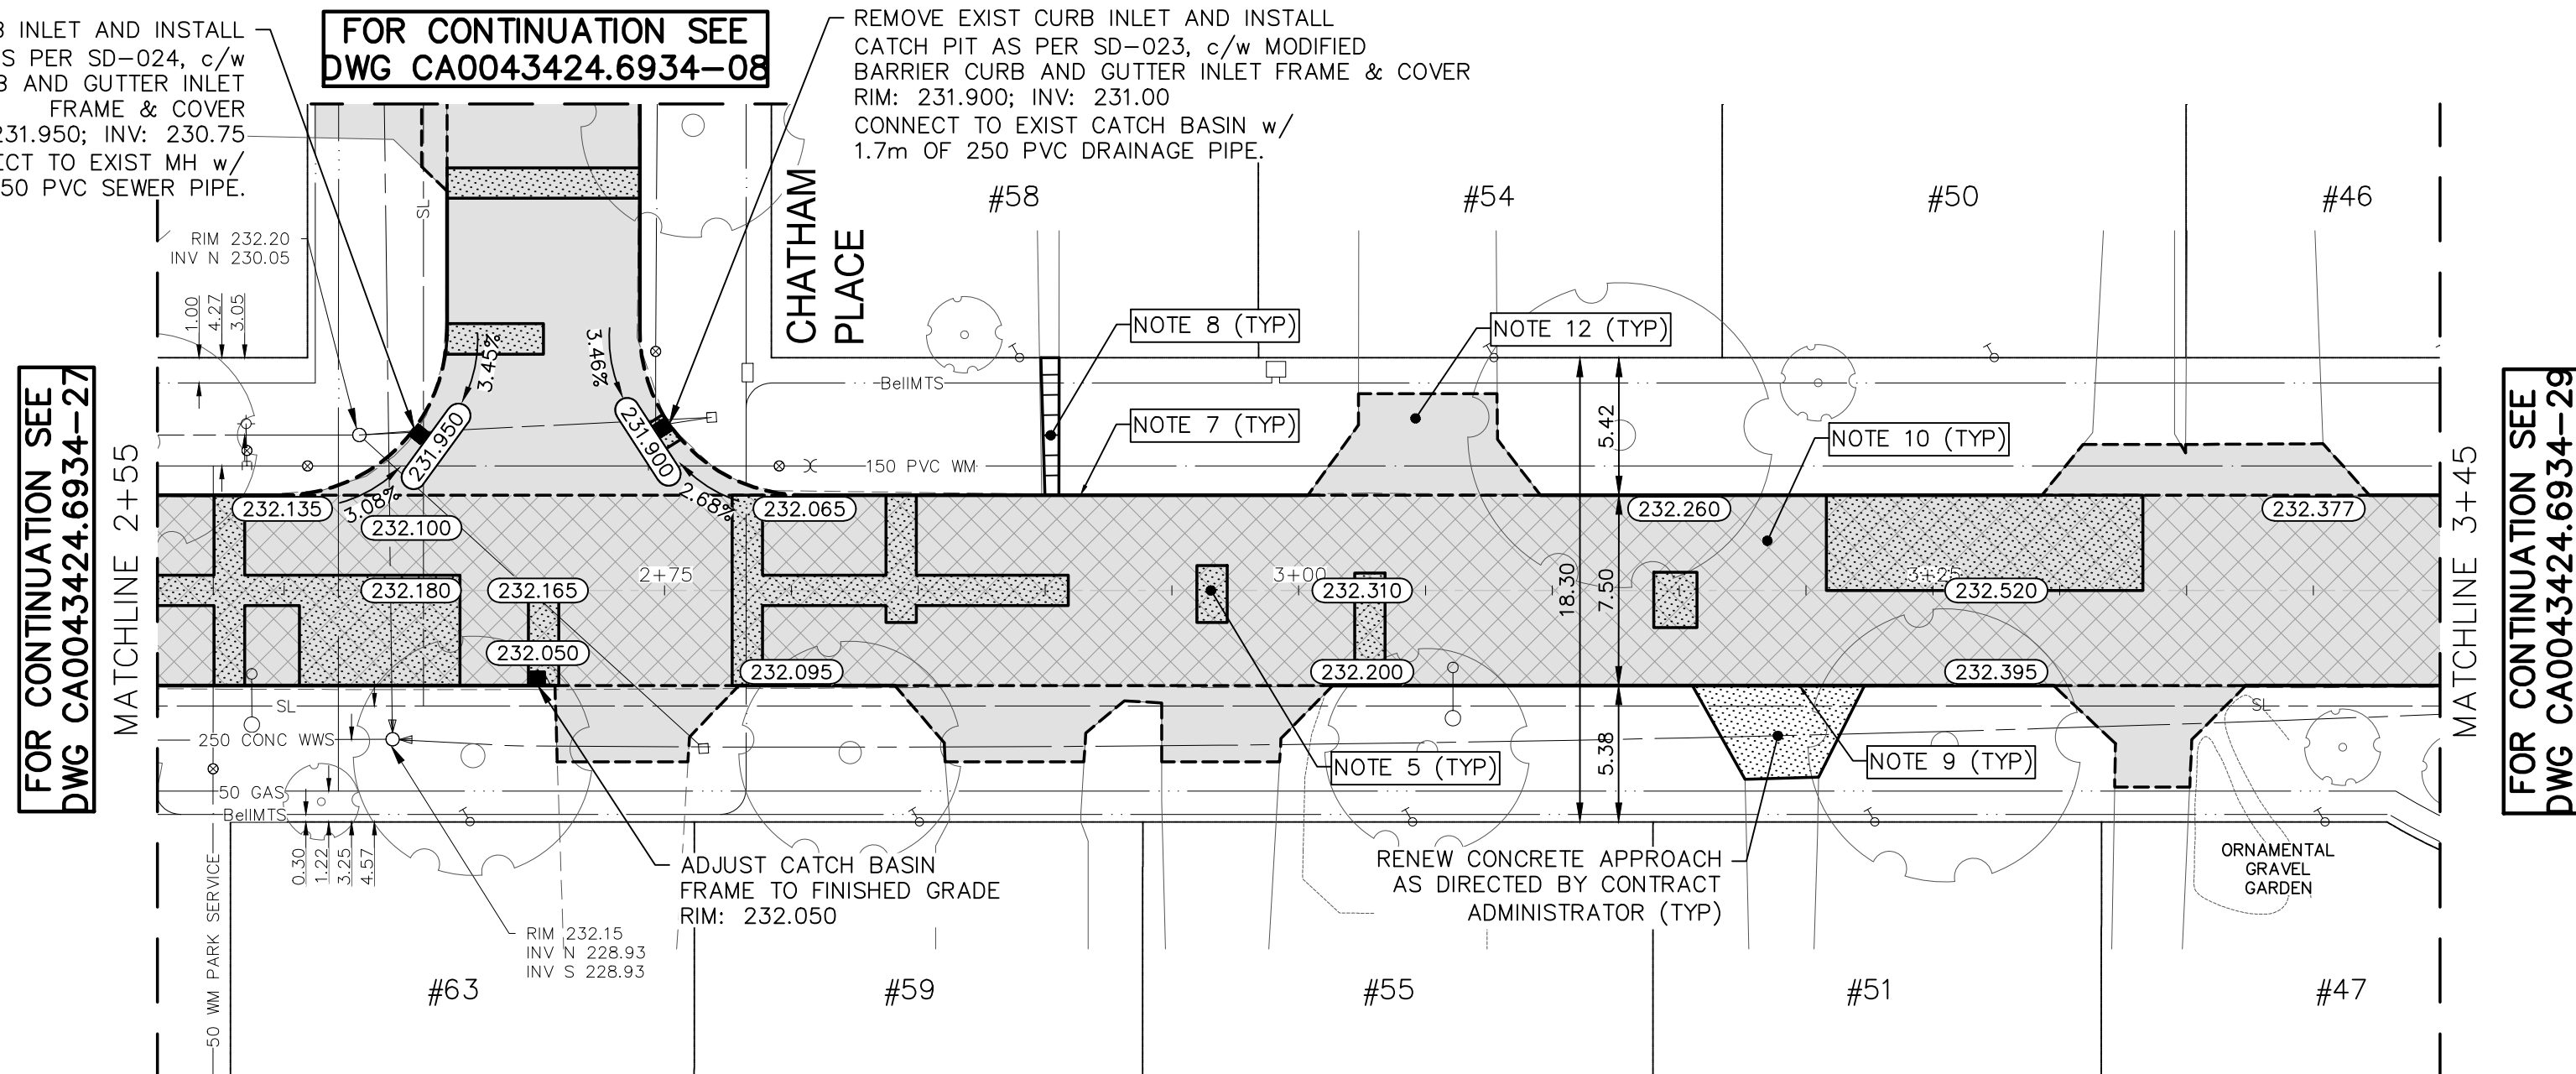 B INLET AND INSTALL
S PER SD-024, c/w
B AND GUTTER INLET
FRAME & COVER
231.950; INV: 230.75
ECT TO EXIST MH w/
50 PVC SEWER PIPE.
FOR CONTINUATION SEE
DWG CA0043424.6934-08
REMOVE EXIST CURB INLET AND INSTALL
CATCH PIT AS PER SD-023, c/w MODIFIED
BARRIER CURB AND GUTTER INLET FRAME & COVER
RIM: 231.900; INV: 231.00
CONNECT TO EXIST CATCH BASIN w/
1.7m OF 250 PVC DRAINAGE PIPE.
CHATHAM
PLACE
#58
#54
#50
#46
SL
RIM 232.20
INV N 230.05
1.00
4.27
3.05
FOR CONTINUATION SEE
DWG CA0043424.6934-27
MATCHLINE 2+55
3.45%
3.46%
231.950
231.900
3.08%
2.68%
BellMTS
150 PVC WM
NOTE 8 (TYP)
NOTE 7 (TYP)
NOTE 12 (TYP)
NOTE 10 (TYP)
5.42
18.30
7.50
5.38
232.135
232.100
232.065
232.260
232.377
232.180
232.165
2+75
3+00
232.310
3+25
232.520
232.050
232.095
232.200
232.395
SL
SL
250 CONC WWS
50 GAS
BellMTS
0.30
1.22
3.25
4.57
50 WM PARK SERVICE
NOTE 5 (TYP)
NOTE 9 (TYP)
ADJUST CATCH BASIN
FRAME TO FINISHED GRADE
RIM: 232.050
RIM 232.15
INV N 228.93
INV S 228.93
RENEW CONCRETE APPROACH
AS DIRECTED BY CONTRACT
ADMINISTRATOR (TYP)
ORNAMENTAL
GRAVEL
GARDEN
#63
#59
#55
#51
#47
MATCHLINE 3+45
FOR CONTINUATION SEE
DWG CA0043424.6934-29